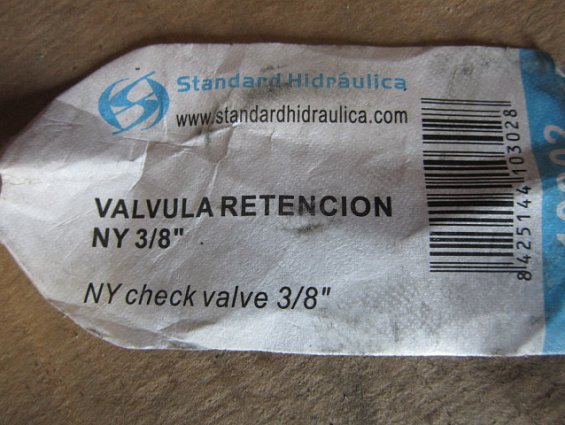 Standard Hidráulica
www.standardhidraulica.com
VALVULA RETENCION
NY 3/8"
NY check valve 3/8"
8425144103028